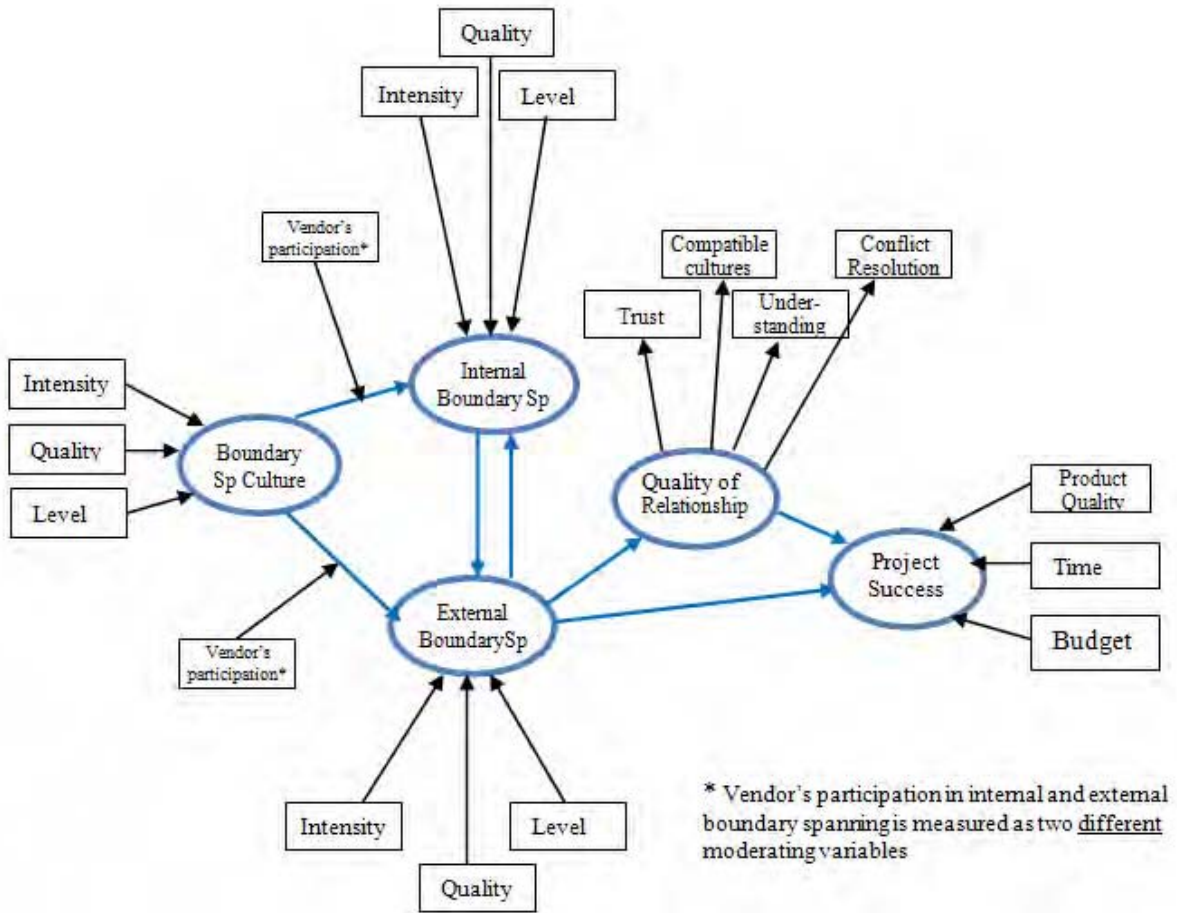 Quality
Intensity
Level
Vendor's
participation*
Compatible
cultures
Conflict
Resolution
Trust
Under-
standing
Internal
Boundary Sp
Intensity
Quality
Level
Boundary
Sp Culture
Quality of
Relationship
Product
Quality
Time
Budget
Project
Success
External
BoundarySp
Vendor's
participation*
Intensity
Level
Quality
* Vendor's participation in internal and external
boundary spanning is measured as two different
moderating variables